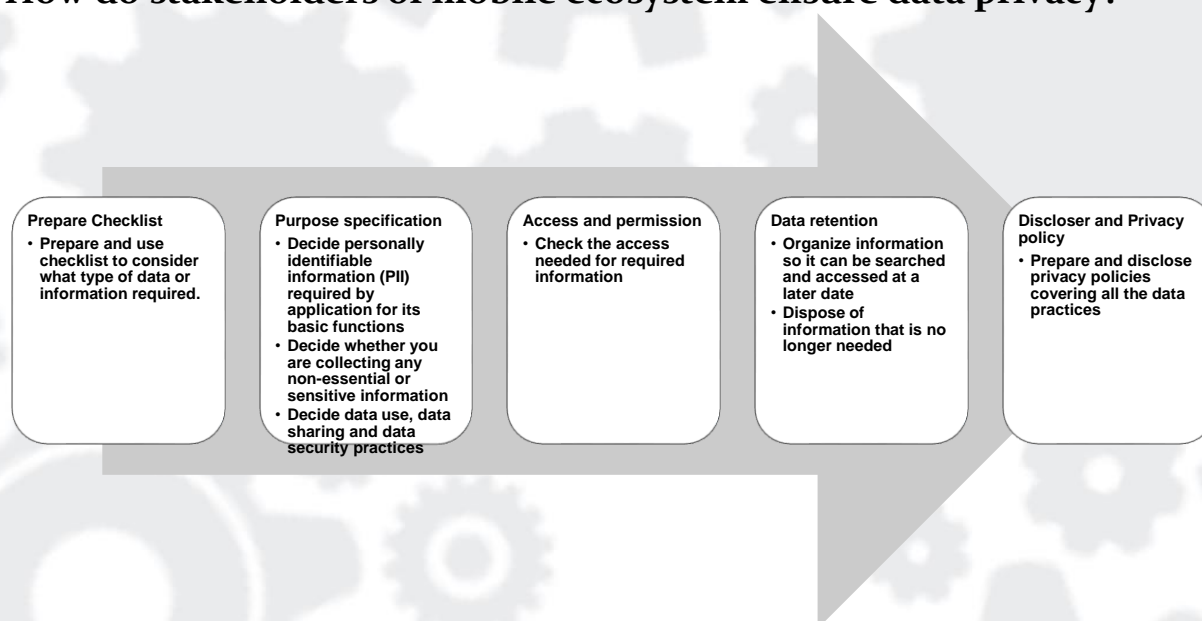 How do stakeholders of mobile ecosystem ensure data privacy?
Prepare Checklist
• Prepare and use
checklist to consider
what type of data or
information required.
Purpose specification
• Decide personally
identifiable
information (PII)
required by
application for its
basic functions
• Decide whether you
are collecting any
non-essential or
sensitive information
• Decide data use, data
sharing and data
security practices
Access and permission
• Check the access
needed for required
information
Data retention
• Organize information
so it can be searched
and accessed at a
later date
• Dispose of
information that is no
longer needed
Discloser and Privacy
policy
• Prepare and disclose
privacy policies
covering all the data
practices